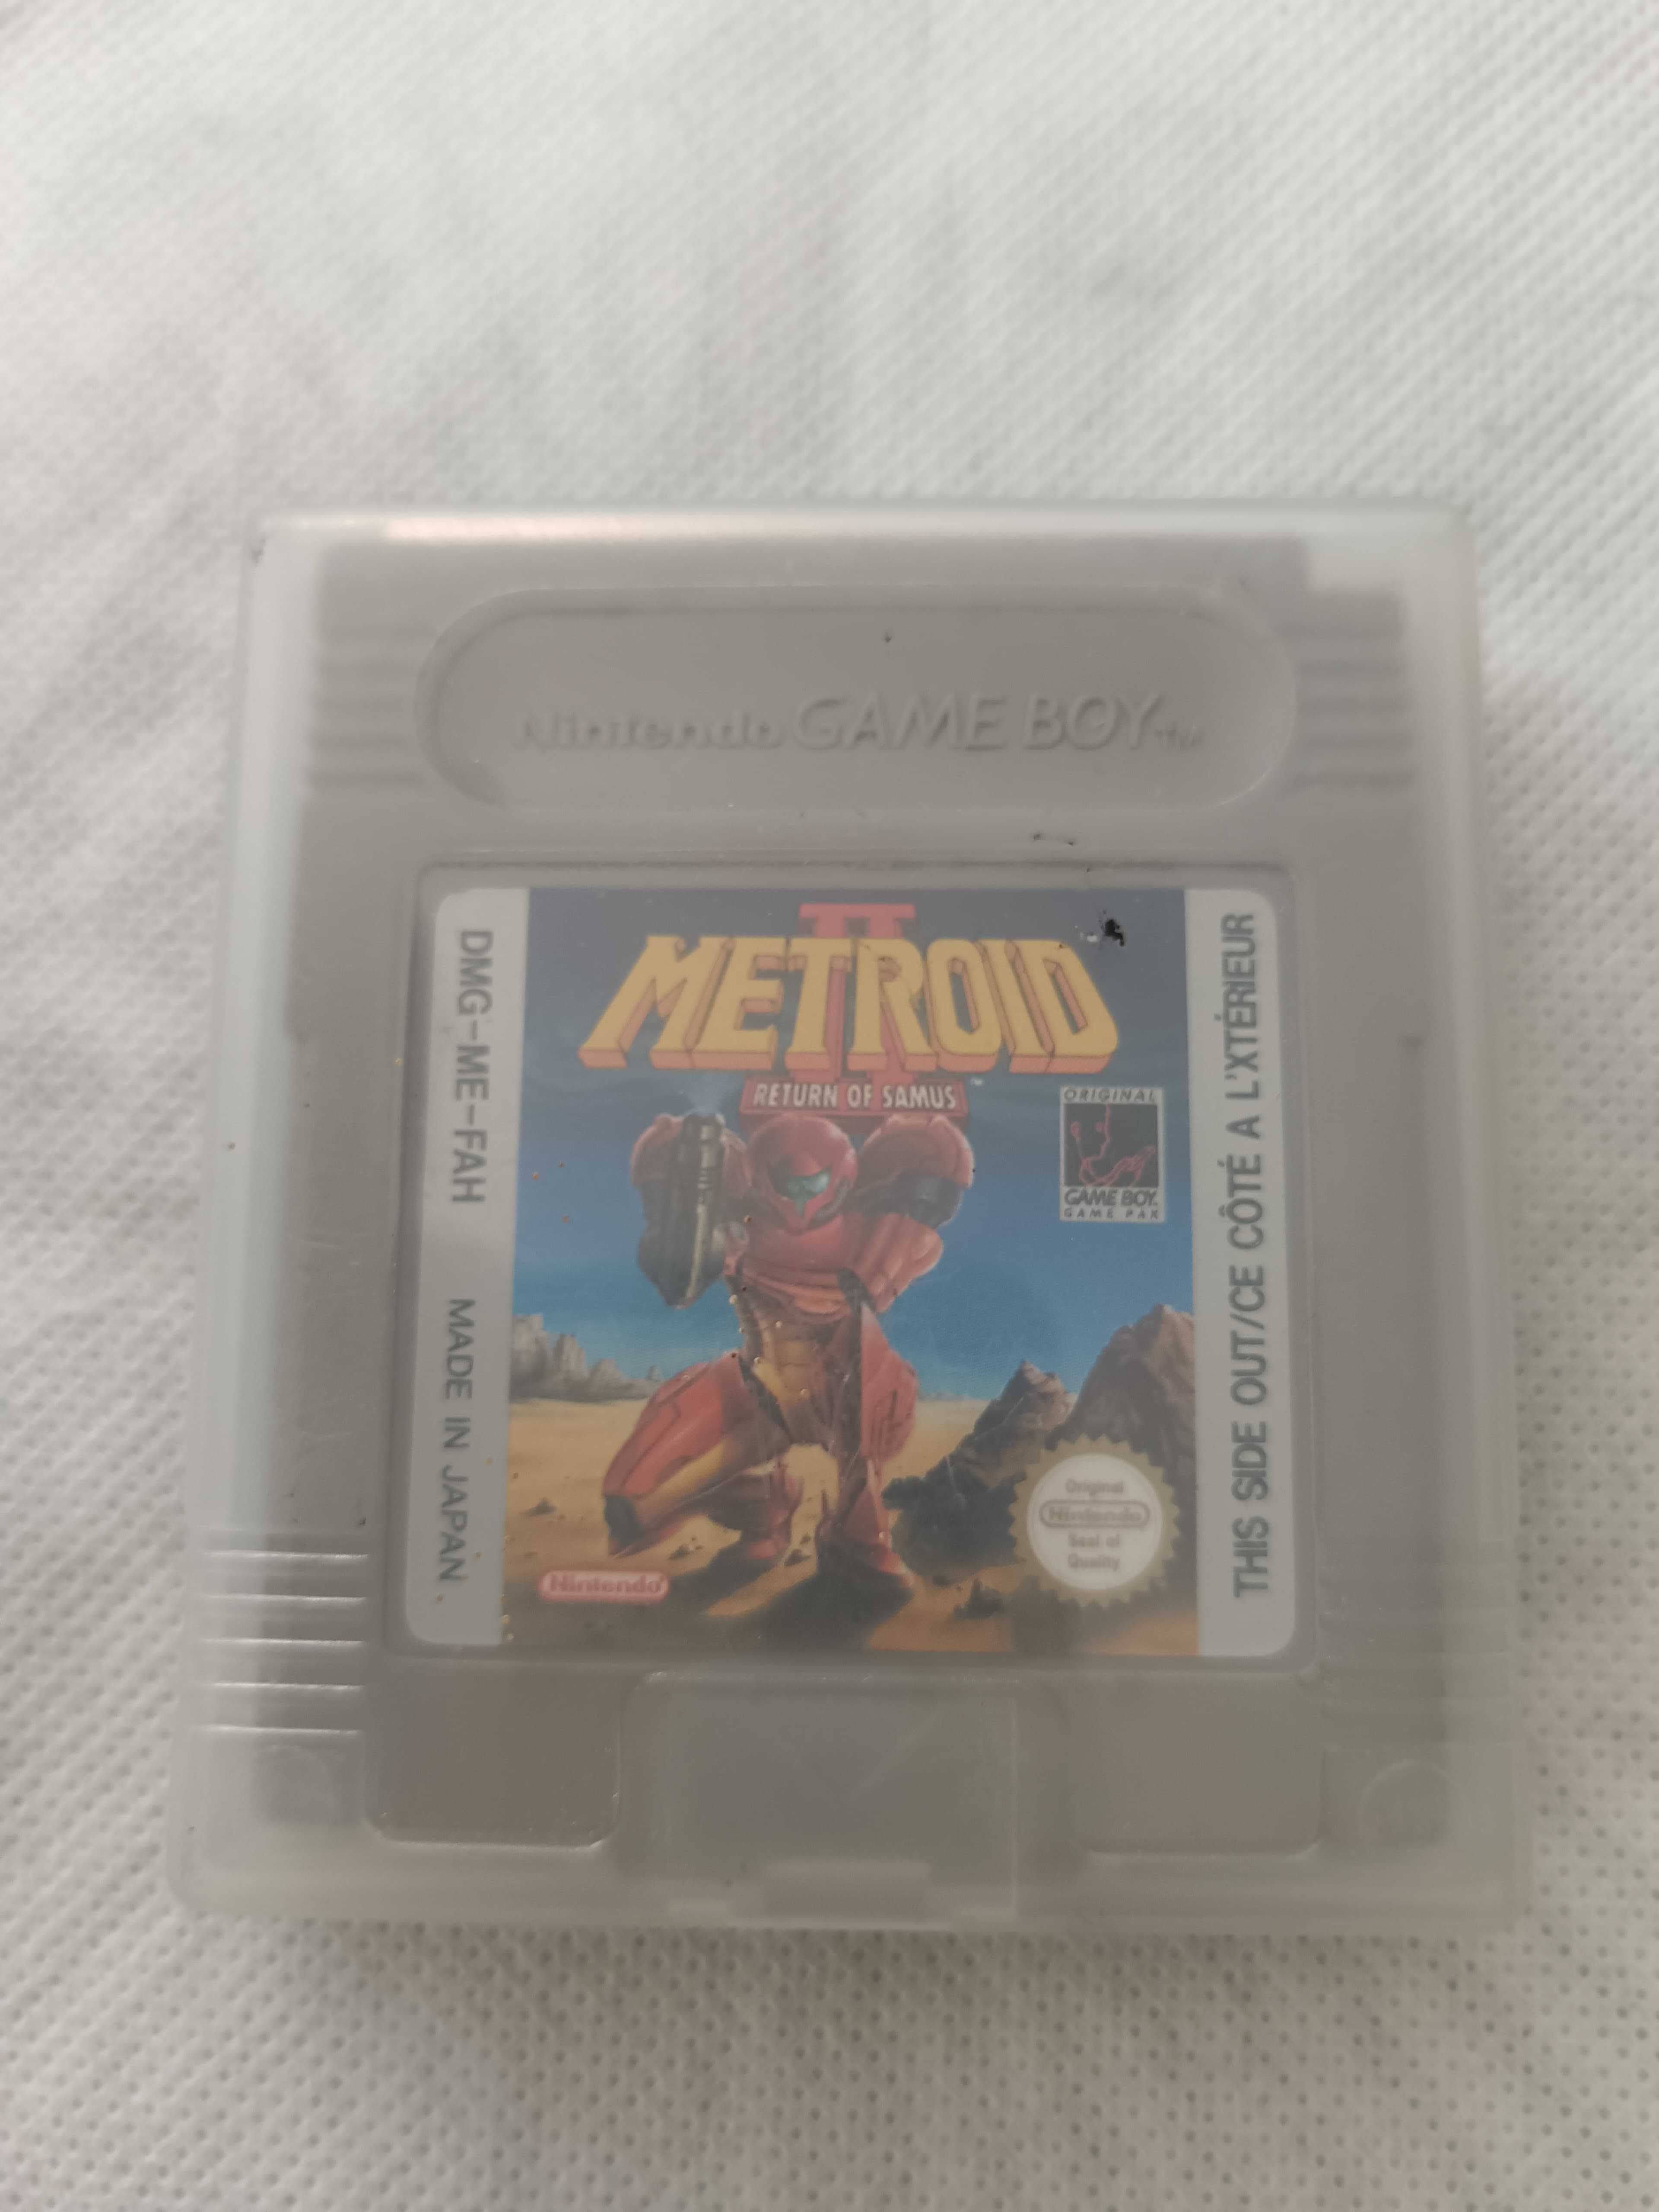 Nintendo GAME BOY TM
DMG-ME-FAH MADE IN JAPAN
II
METROID
RETURN OF SAMUS
ORIGINAL
GAME BOY
GAME PAK
Original
Nintendo
Seal of
Quality
Nintendo
THIS SIDE OUT/CE CÔTÉ A L'XTÉRIEUR